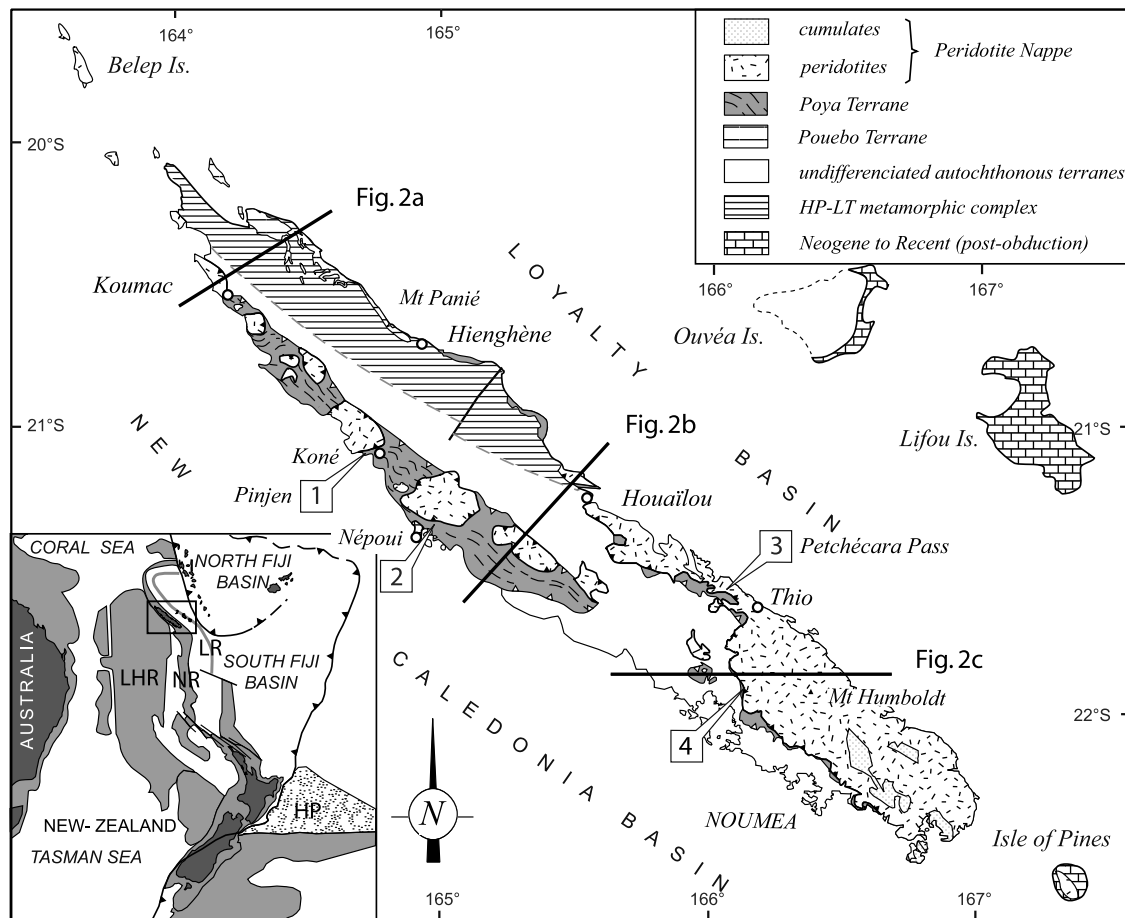 164°
165°
Belep Is.
20°S
Fig. 2a
Koumac
Mt Panié
Hienghène
LOYALTY
BASIN
cumulates
peridotites
Peridotite Nappe
Poya Terrane
Pouebo Terrane
undifferenciated autochthonous terranes
HP-LT metamorphic complex
Neogene to Recent (post-obduction)
166°
167°
Ouvéa Is.
21°S
21°S
Lifou Is.
NEW
Koné
Pinjen
1
Fig. 2b
Houaïlou
Népoui
2
3
Petchécara Pass
Thio
Fig. 2c
Mt Humboldt
22°S
4
CALEDONIA
BASIN
NOUMEA
Isle of Pines
N
165°
166°
167°
CORAL SEA
NORTH FIJI
BASIN
AUSTRALIA
LHR
NR
LR
SOUTH FIJI
BASIN
HP
NEW- ZEALAND
TASMAN SEA